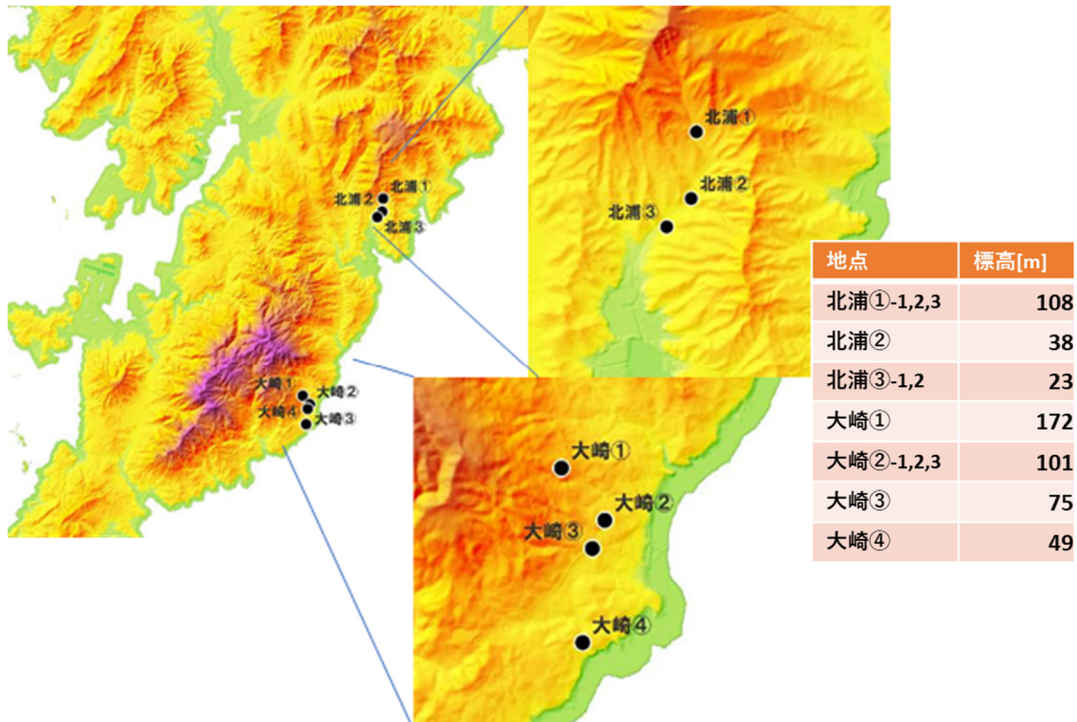 北浦①
北浦2
北浦③
大崎1
大崎2
大崎4
大崎③
北浦①
北浦②
北浦③
大崎①
大崎②
大崎③
大崎④
地点 標高[m]
北浦①-1,2,3 108
北浦② 38
北浦③-1,2 23
大崎① 172
大崎②-1,2,3 101
大崎③ 75
大崎④ 49